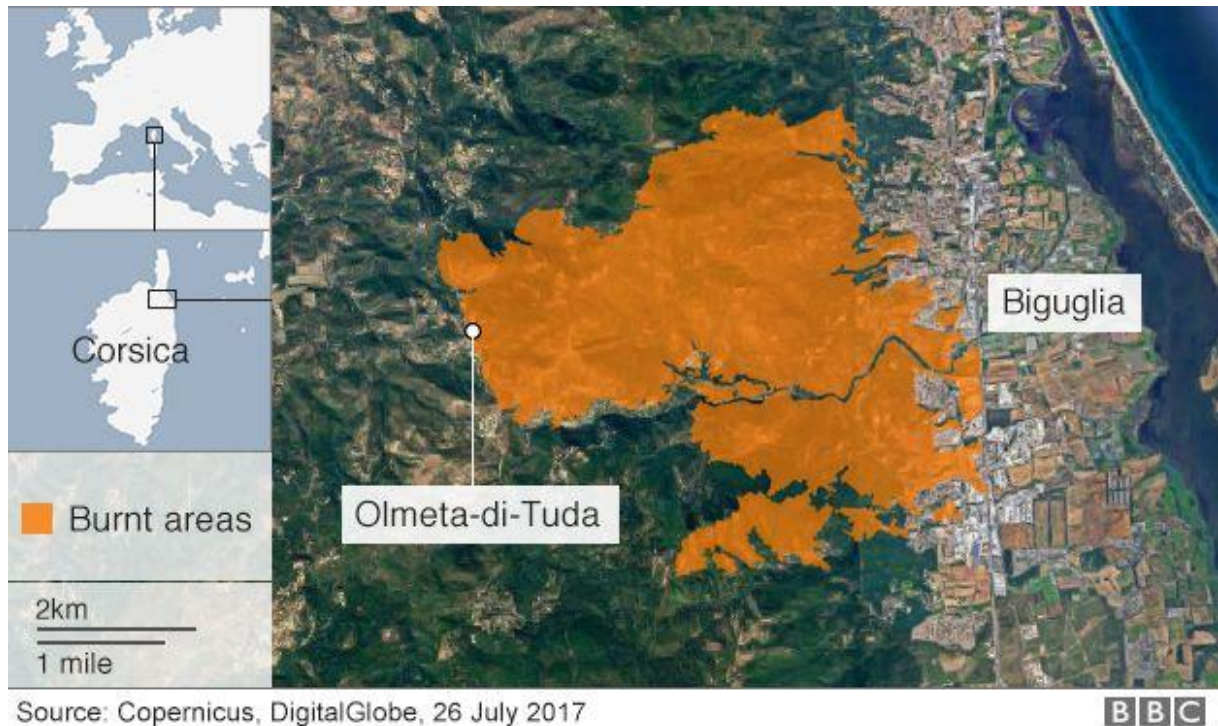 Corsica
Burnt areas
2km
1 mile
Olmeta-di-Tuda
Biguglia
Source: Copernicus, DigitalGlobe, 26 July 2017
BBC